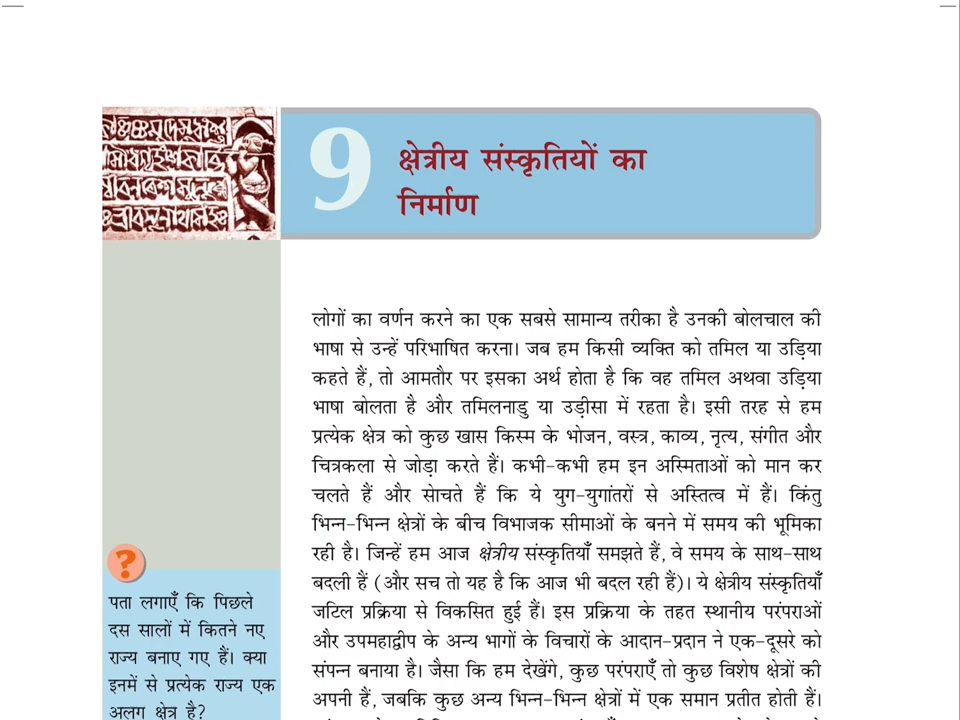 9
क्षेत्रीय संस्कृतियों का
निर्माण
लोगों का वर्णन करने का एक सबसे सामान्य तरीका है उनकी बोलचाल की
भाषा से उन्हें परिभाषित करना। जब हम किसी व्यक्ति को तमिल या उड़िया
कहते हैं, तो आमतौर पर इसका अर्थ होता है कि वह तमिल अथवा उड़िया
भाषा बोलता है और तमिलनाडु या उड़ीसा में रहता है। इसी तरह से हम
प्रत्येक क्षेत्र को कुछ खास किस्म के भोजन, वस्त्र, काव्य, नृत्य, संगीत और
चित्रकला से जोड़ा करते हैं। कभी-कभी हम इन अस्मिताओं को मान कर
चलते हैं और सोचते हैं कि ये युग-युगांतरों से अस्तित्व में हैं। किंतु
भिन्न-भिन्न क्षेत्रों के बीच विभाजक सीमाओं के बनने में समय की भूमिका
रही है। जिन्हें हम आज क्षेत्रीय संस्कृतियाँ समझते हैं, वे समय के साथ-साथ
बदली हैं (और सच तो यह है कि आज भी बदल रही हैं)। ये क्षेत्रीय संस्कृतियाँ
जटिल प्रक्रिया से विकसित हुई हैं। इस प्रक्रिया के तहत स्थानीय परंपराओं
और उपमहाद्वीप के अन्य भागों के विचारों के आदान-प्रदान ने एक-दूसरे को
संपन्न बनाया है। जैसा कि हम देखेंगे, कुछ परंपराएँ तो कुछ विशेष क्षेत्रों की
अपनी हैं, जबकि कुछ अन्य भिन्न-भिन्न क्षेत्रों में एक समान प्रतीत होती हैं।
?
पता लगाएँ कि पिछले
दस सालों में कितने नए
राज्य बनाए गए हैं। क्या
इनमें से प्रत्येक राज्य एक
अलग क्षेत्र है?